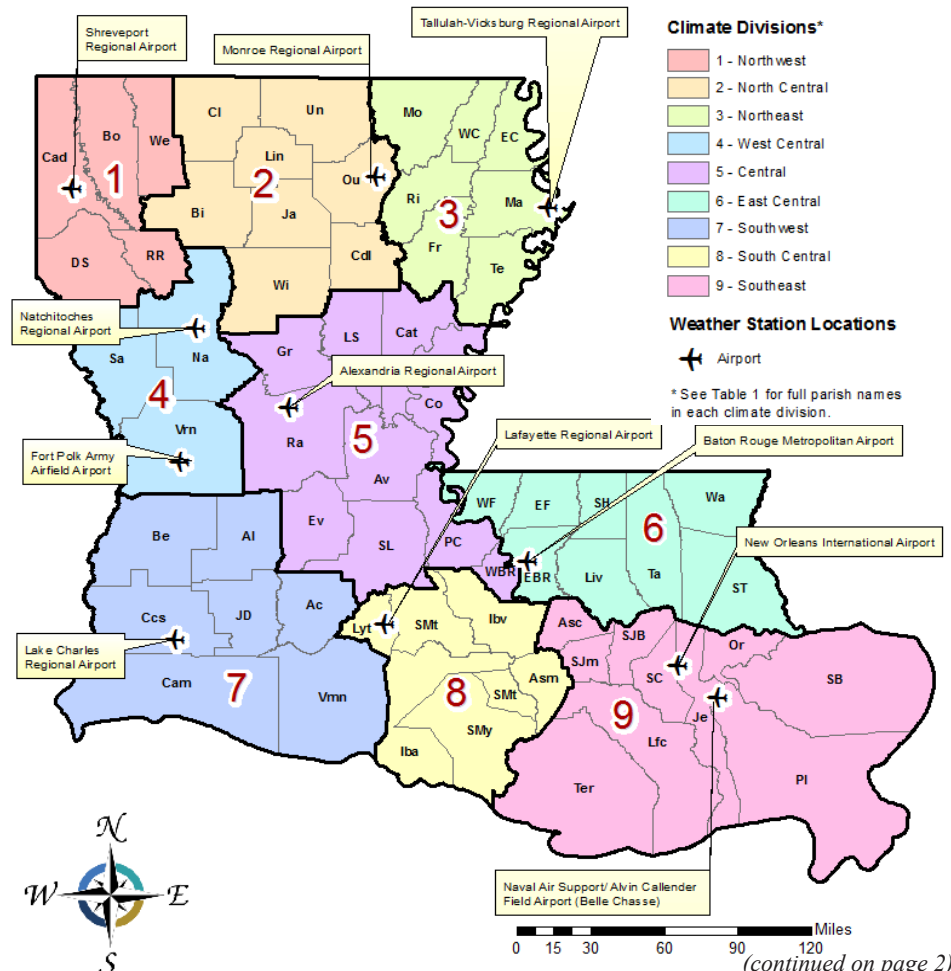 Shreveport
Regional Airport
Monroe Regional Airport
Tallulah-Vicksburg Regional Airport
Climate Divisions*
1 - Northwest
2 - North Central
3 - Northeast
4 - West Central
5 - Central
6 - East Central
7 - Southwest
8 - South Central
9 - Southeast
Weather Station Locations
Airport
* See Table 1 for full parish names
in each climate division.
Cad
Bo
We
1
DS
RR
Cl
Un
Lin
Ou
2
Bi
Ja
Cdl
Wi
Mo
WC
EC
Ri
3
Ma
Fr
Te
Natchitoches
Regional Airport
Sa
Na
4
Vrn
Fort Polk Army
Airfield Airport
Gr
LS
Cat
Alexandria Regional Airport
Co
Ra
5
Av
Ev
SL
PC
WBR
Lafayette Regional Airport
Baton Rouge Metropolitan Airport
New Orleans International Airport
WF
EF
SH
Wa
6
EBR
Liv
Ta
ST
Be
Al
Ccs
JD
Ac
Lake Charles
Regional Airport
Cam
7
Vmn
Lyt
SMt
Ibv
Asm
8
SMt
SMy
Iba
Asc
SJB
Or
SJm
SC
SB
9
Je
Lfc
Ter
Pl
Naval Air Support/ Alvin Callender
Field Airport (Belle Chasse)
N
W
E
S
Miles
0 15 30 60 90 120
(continued on page 2)